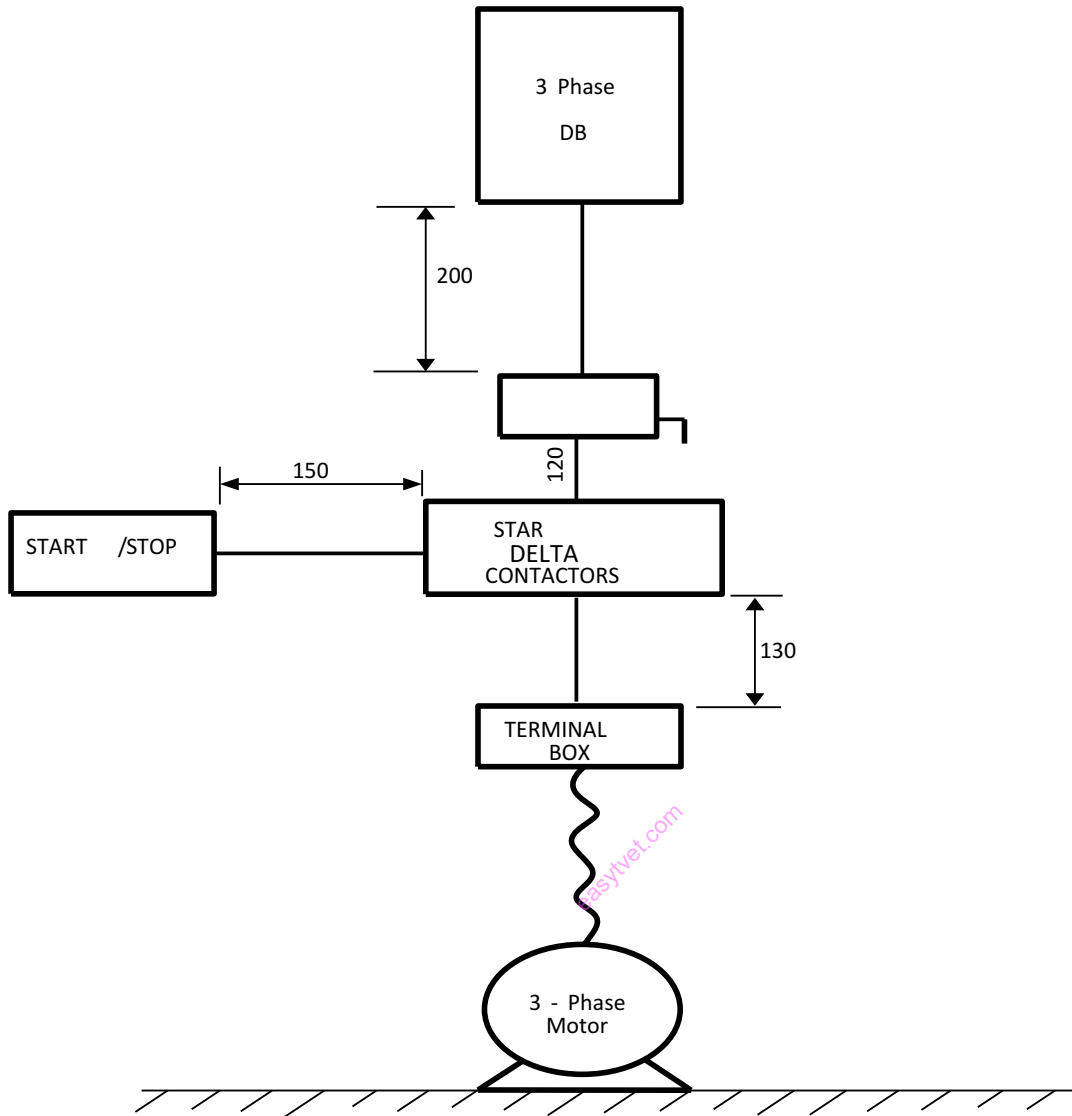 3 Phase
DB
200
120
150
START /STOP
STAR
DELTA
CONTACTORS
130
TERMINAL
BOX
easytvet.com
3 - Phase
Motor